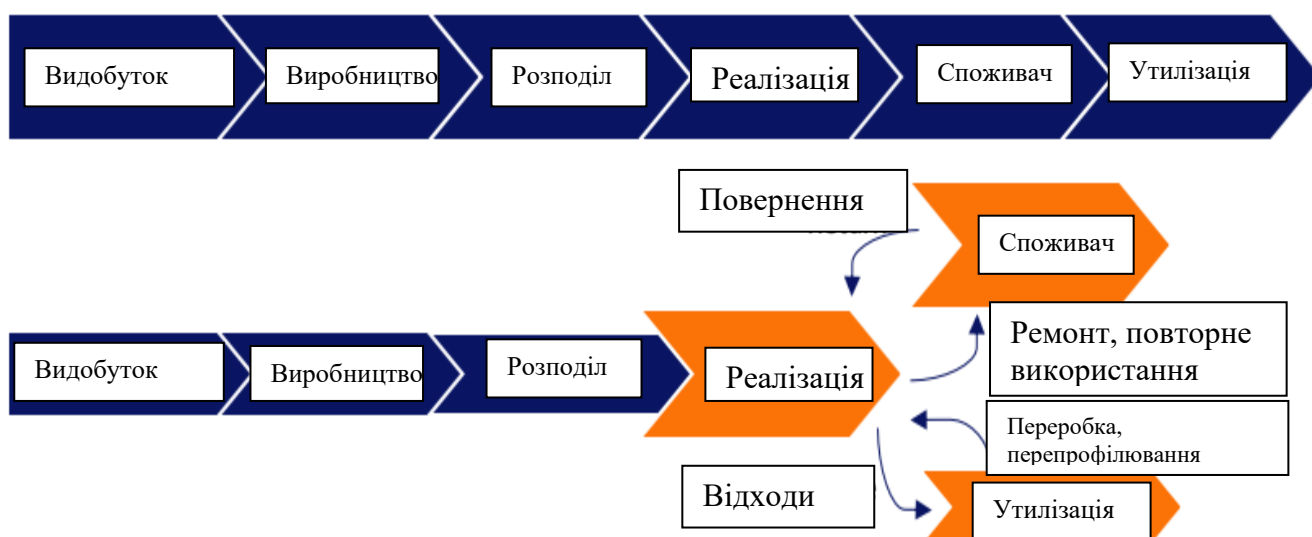 Видобуток
Виробництво
Розподіл
Реалізація
Споживач
Утилізація
Повернення
Споживач
Видобуток
Виробництво
Розподіл
Реалізація
Ремонт, повторне
використання
Переробка,
перепрофілювання
Відходи
Утилізація